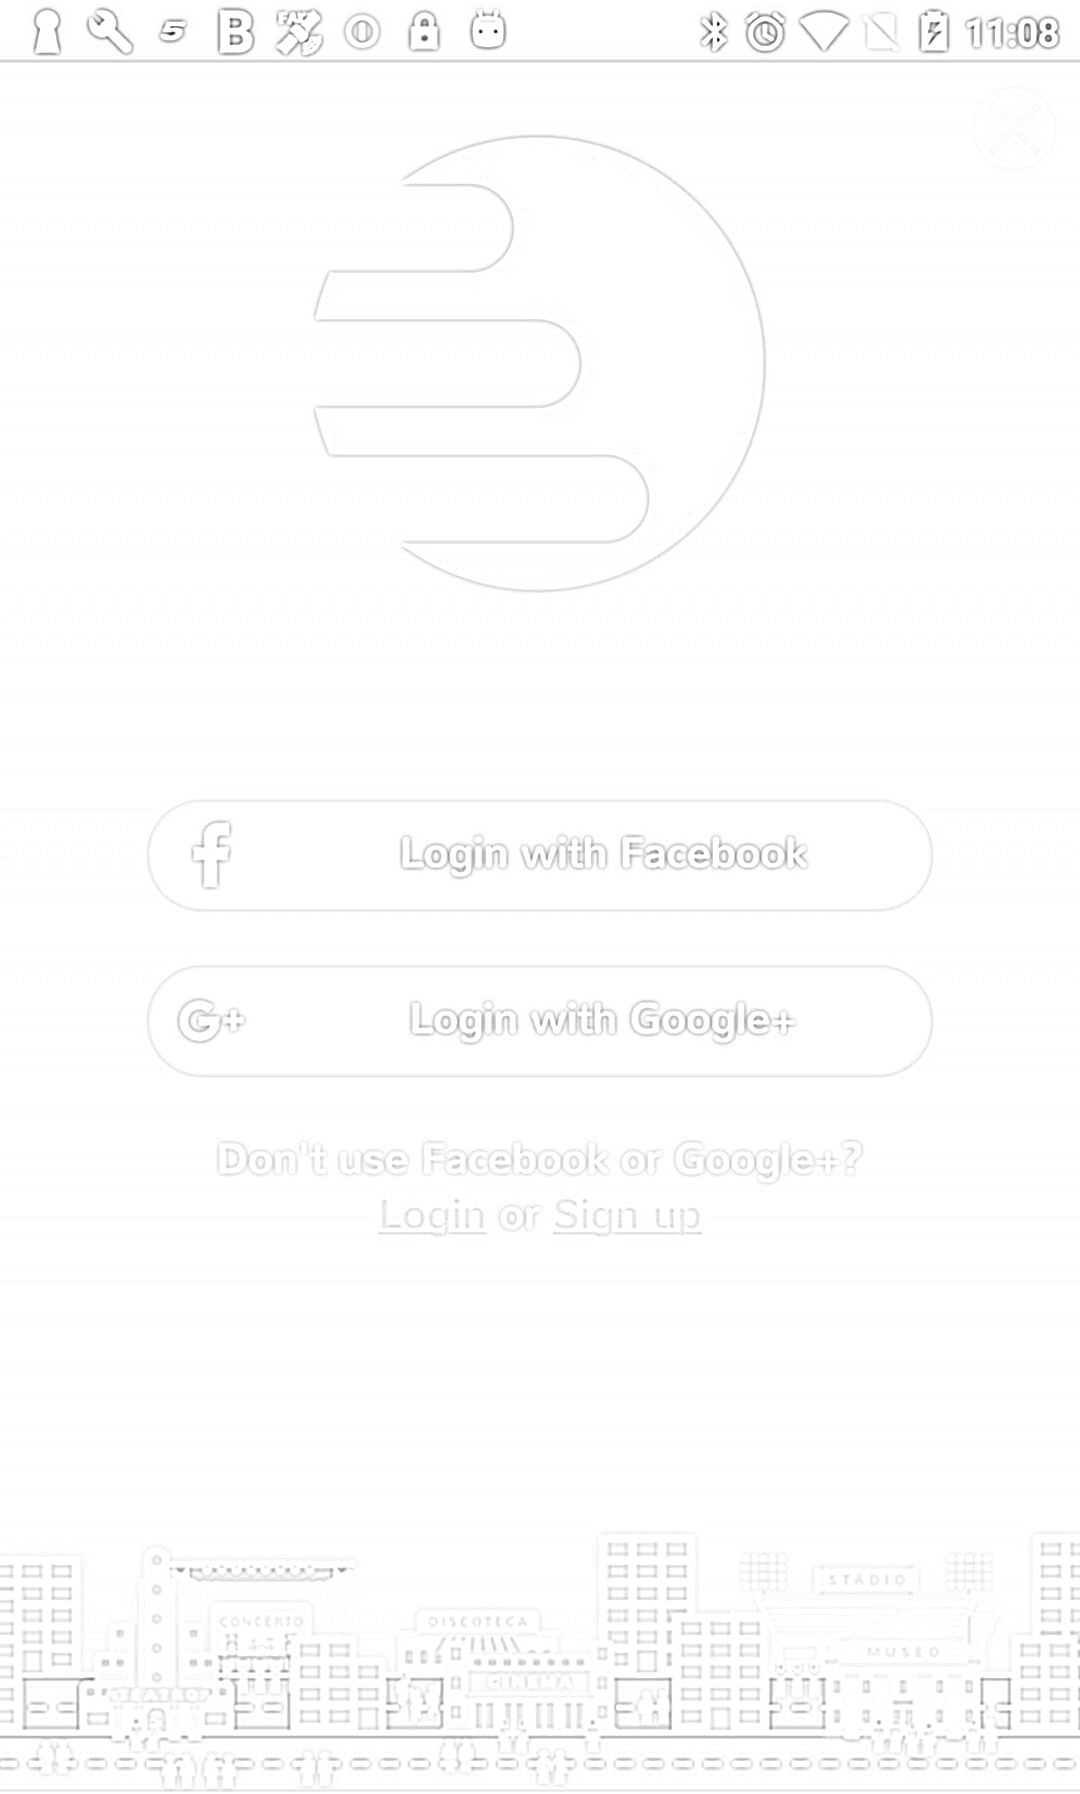 FAKE
11:08
Login with Facebook
G+
Login with Google+
Don't use Facebook or Google+?
Login or Sign up
STADIO
CONCERTO
DISCOTECA
MUSEO
CINEMA
TEATRO